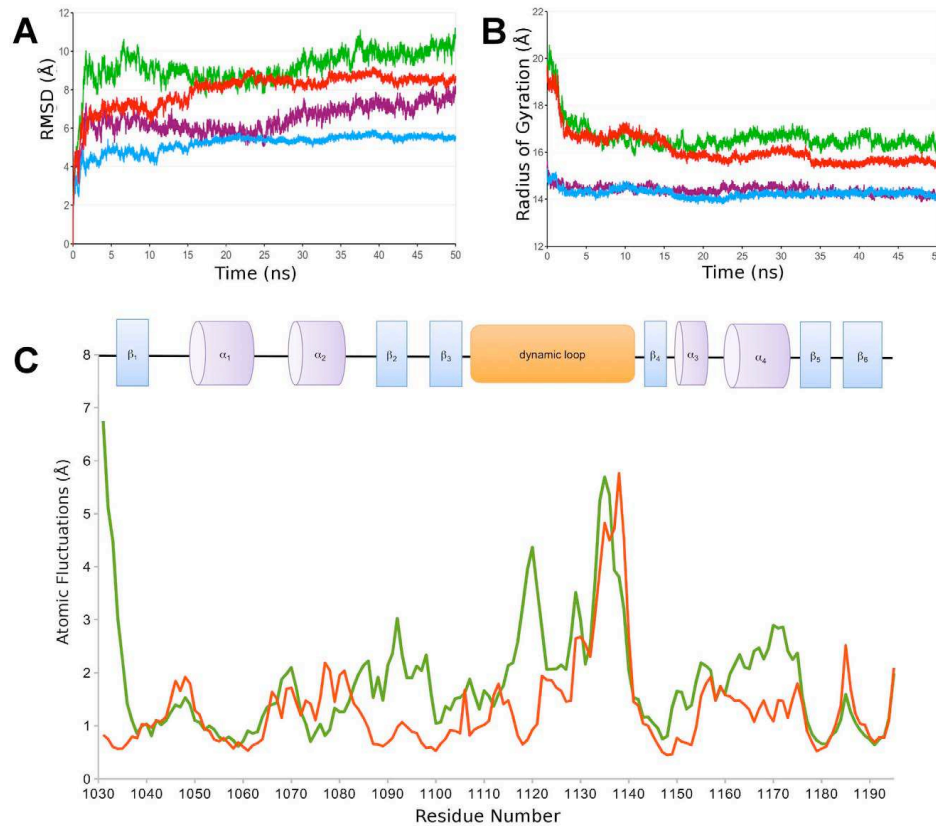 A
RMSD (Å)
12
10
8
6
4
2
0
0 5 10 15 20 25 30 35 40 45 50
Time (ns)
B
Radius of Gyration (Å)
22
20
18
16
14
12
0 5 10 15 20 25 30 35 40 45 50
Time (ns)
C
β1 α1 α2 β2 β3 dynamic loop β4 α3 α4 β5 β6
Atomic Fluctuations (Å)
8
7
6
5
4
3
2
1
0
1030 1040 1050 1060 1070 1080 1090 1100 1110 1120 1130 1140 1150 1160 1170 1180 1190
Residue Number